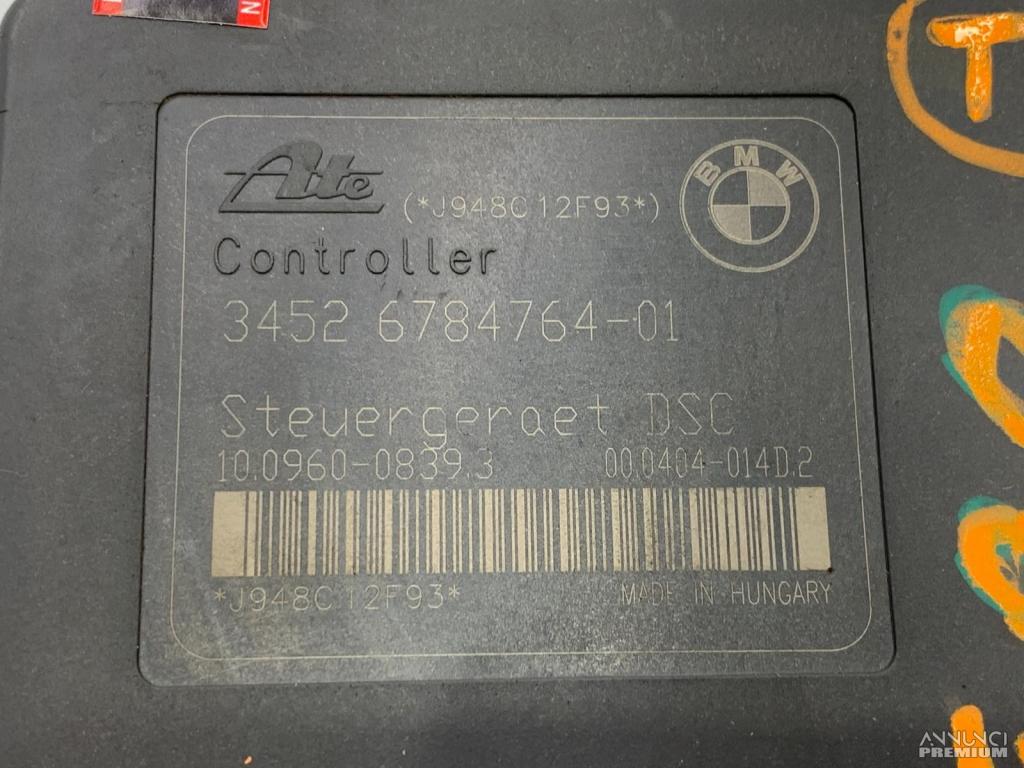 N
T
Ate
(*J948C12F93*)
BMW
Controller
3452 6784764-01
Steuergeraet DSC
10.0960-0839.3 00.0404-014D.2
*J948C12F93*
MADE IN HUNGARY
ANNUNCI
PREMIUM